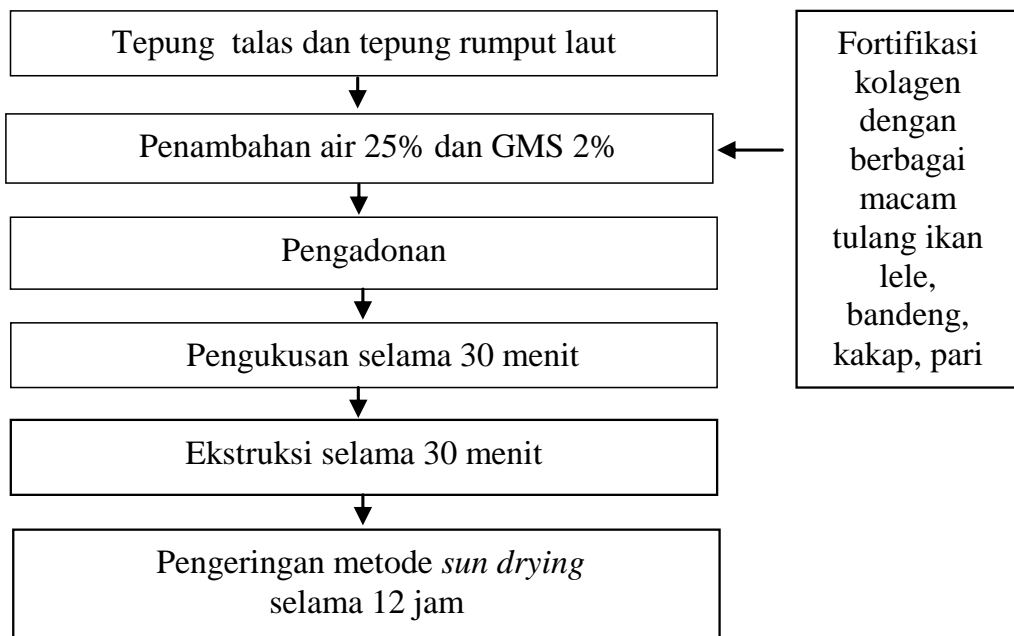 Tepung talas dan tepung rumput laut
Penambahan air 25% dan GMS 2%
Pengadonan
Pengukusan selama 30 menit
Ekstruksi selama 30 menit
Pengeringan metode sun drying
selama 12 jam
Fortifikasi
kolagen
dengan
berbagai
macam
tulang ikan
lele,
bandeng,
kakap, pari